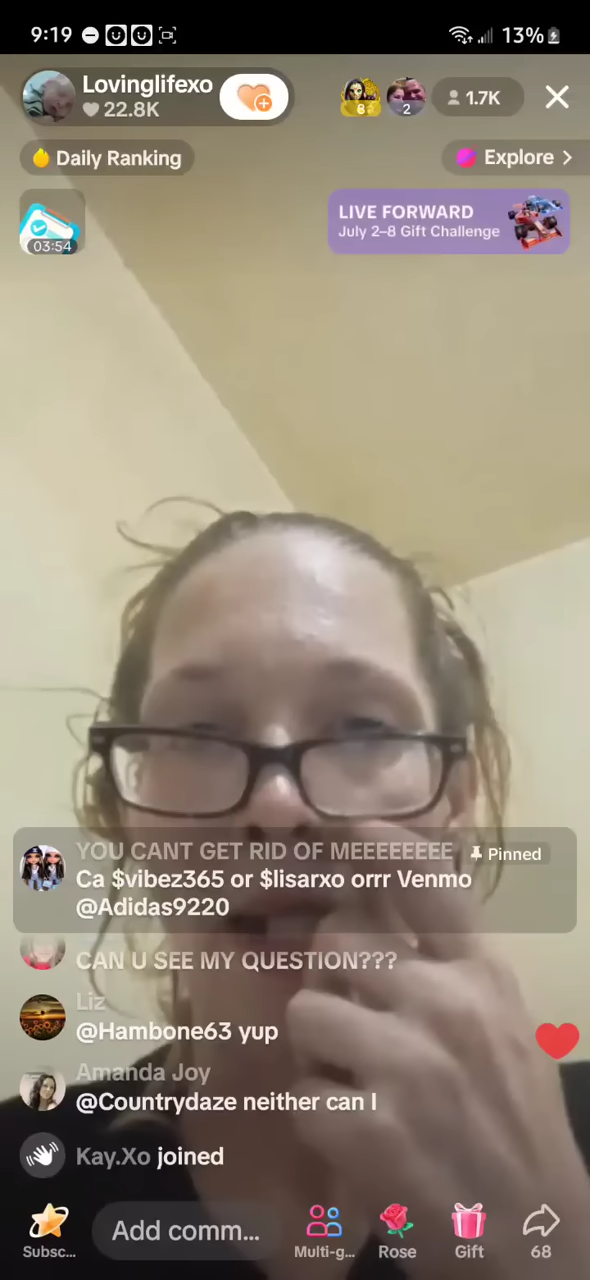 9:19
13%
Lovinglifexo
22.8K
2
1.7K
Daily Ranking
Explore >
03:54
LIVE FORWARD
July 2–8 Gift Challenge
YOU CANT GET RID OF MEEEEEEE
Pinned
Ca $vibez365 or $lisarxo orrr Venmo
@Adidas9220
CAN U SEE MY QUESTION???
Liz
@Hambone63 yup
Amanda Joy
@Countrydaze neither can I
Kay.Xo joined
Subsc...
Add comm...
Multi-g...
Rose
Gift
68